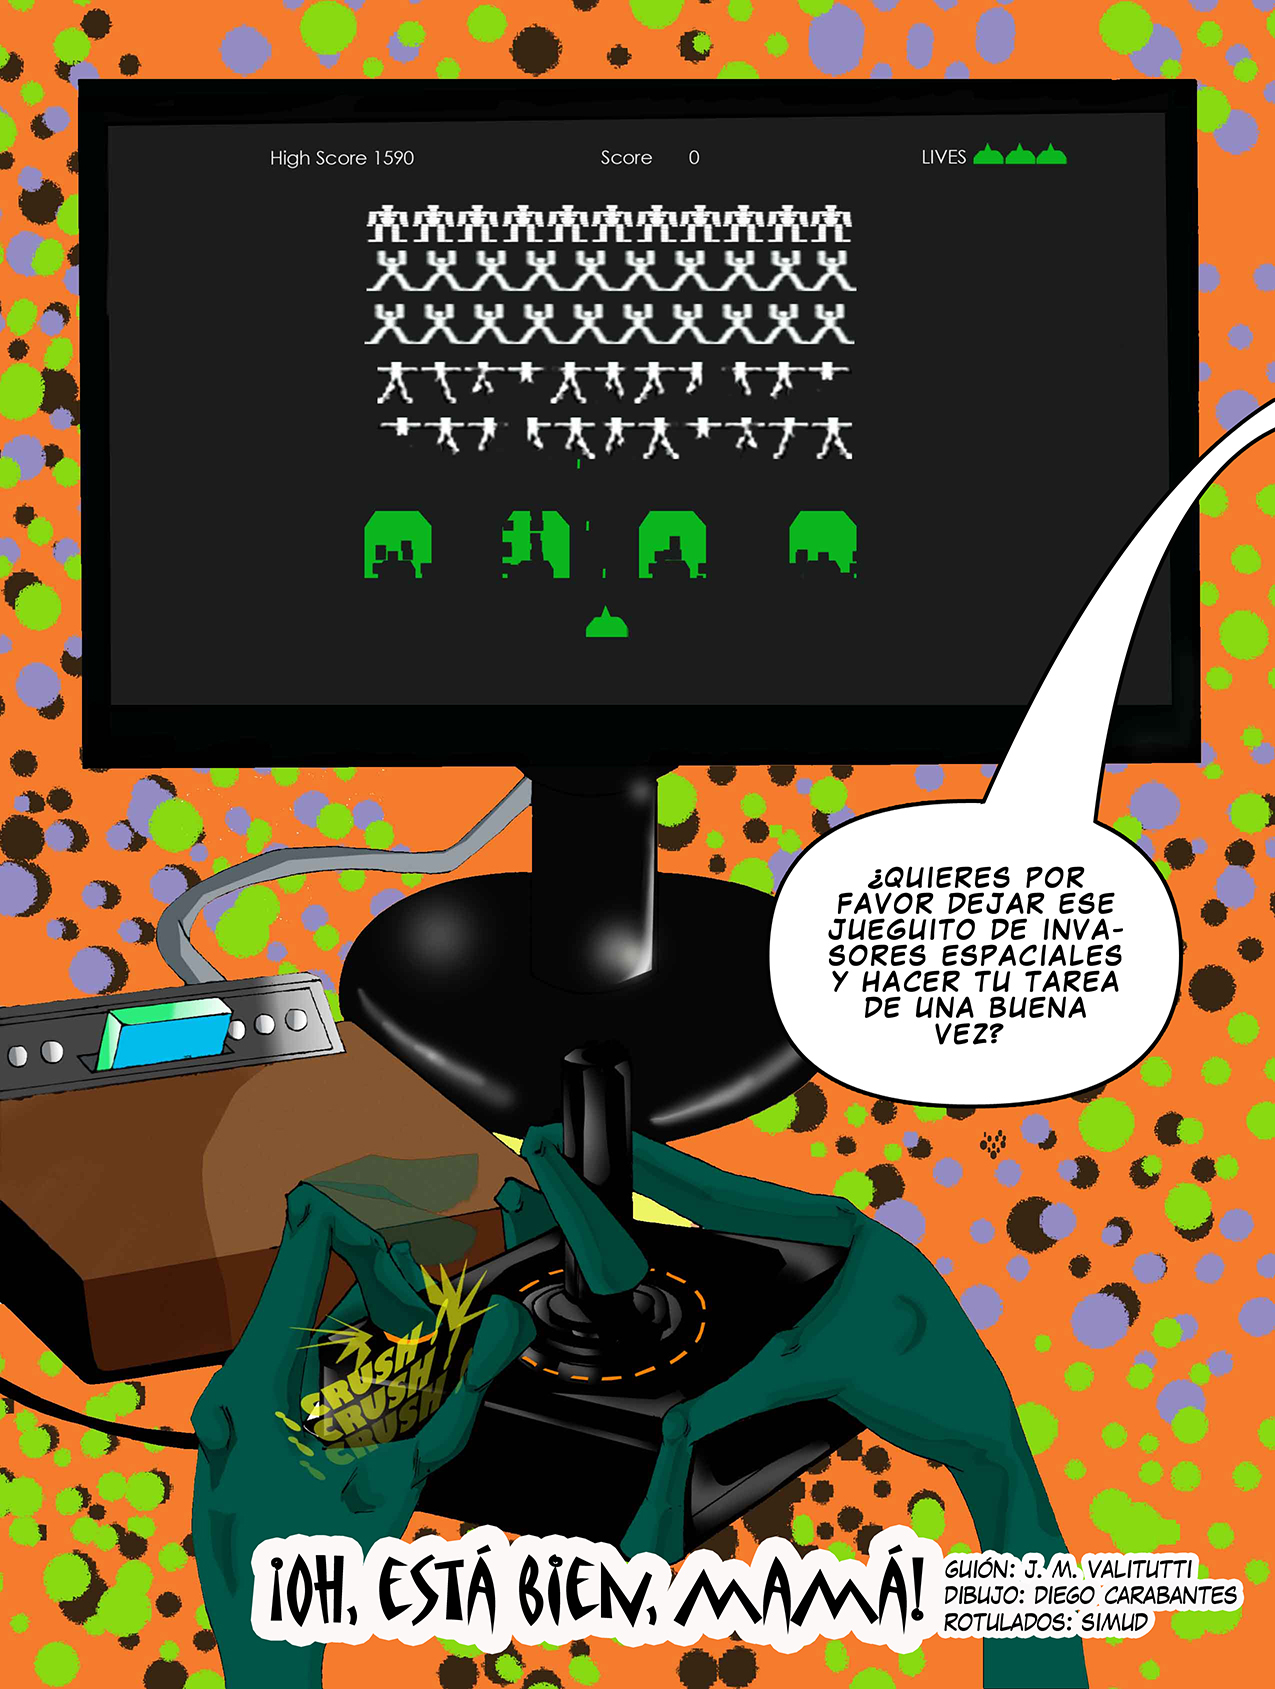 High Score 1590 Score 0 LIVES
¿QUIERES POR
FAVOR DEJAR ESE
JUEGUITO DE INVA-
SORES ESPACIALES
Y HACER TU TAREA
DE UNA BUENA
VEZ?
CRUSH
CRUSH
CRUSH
¡OH, ESTÁ BIEN, MAMÁ!
GUIÓN: J. M. VALITUTTI
DIBUJO: DIEGO CARABANTES
ROTULADOS: SIMUD